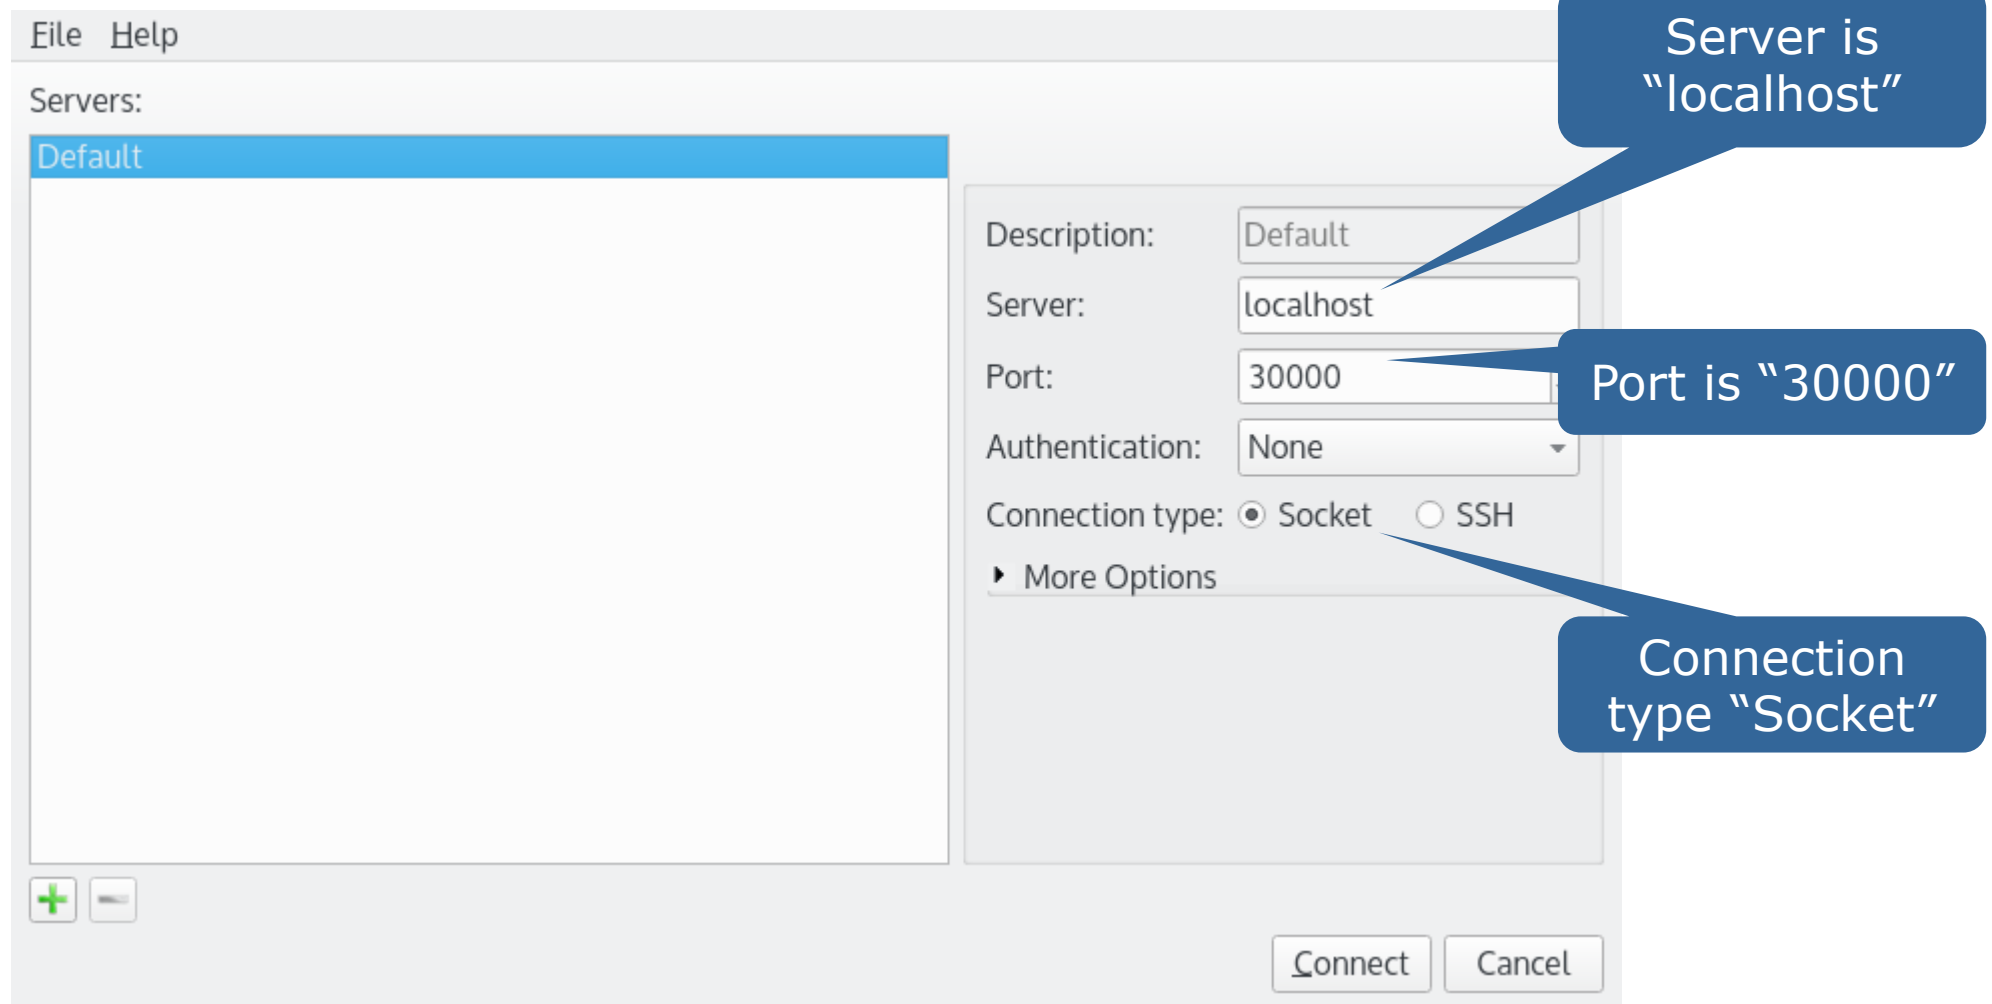 File Help
Servers:
Default
Description: Default
Server: localhost
Port: 30000
Authentication: None
Connection type: Socket SSH
More Options
Connect Cancel
Server is
“localhost”
Port is “30000”
Connection
type “Socket”